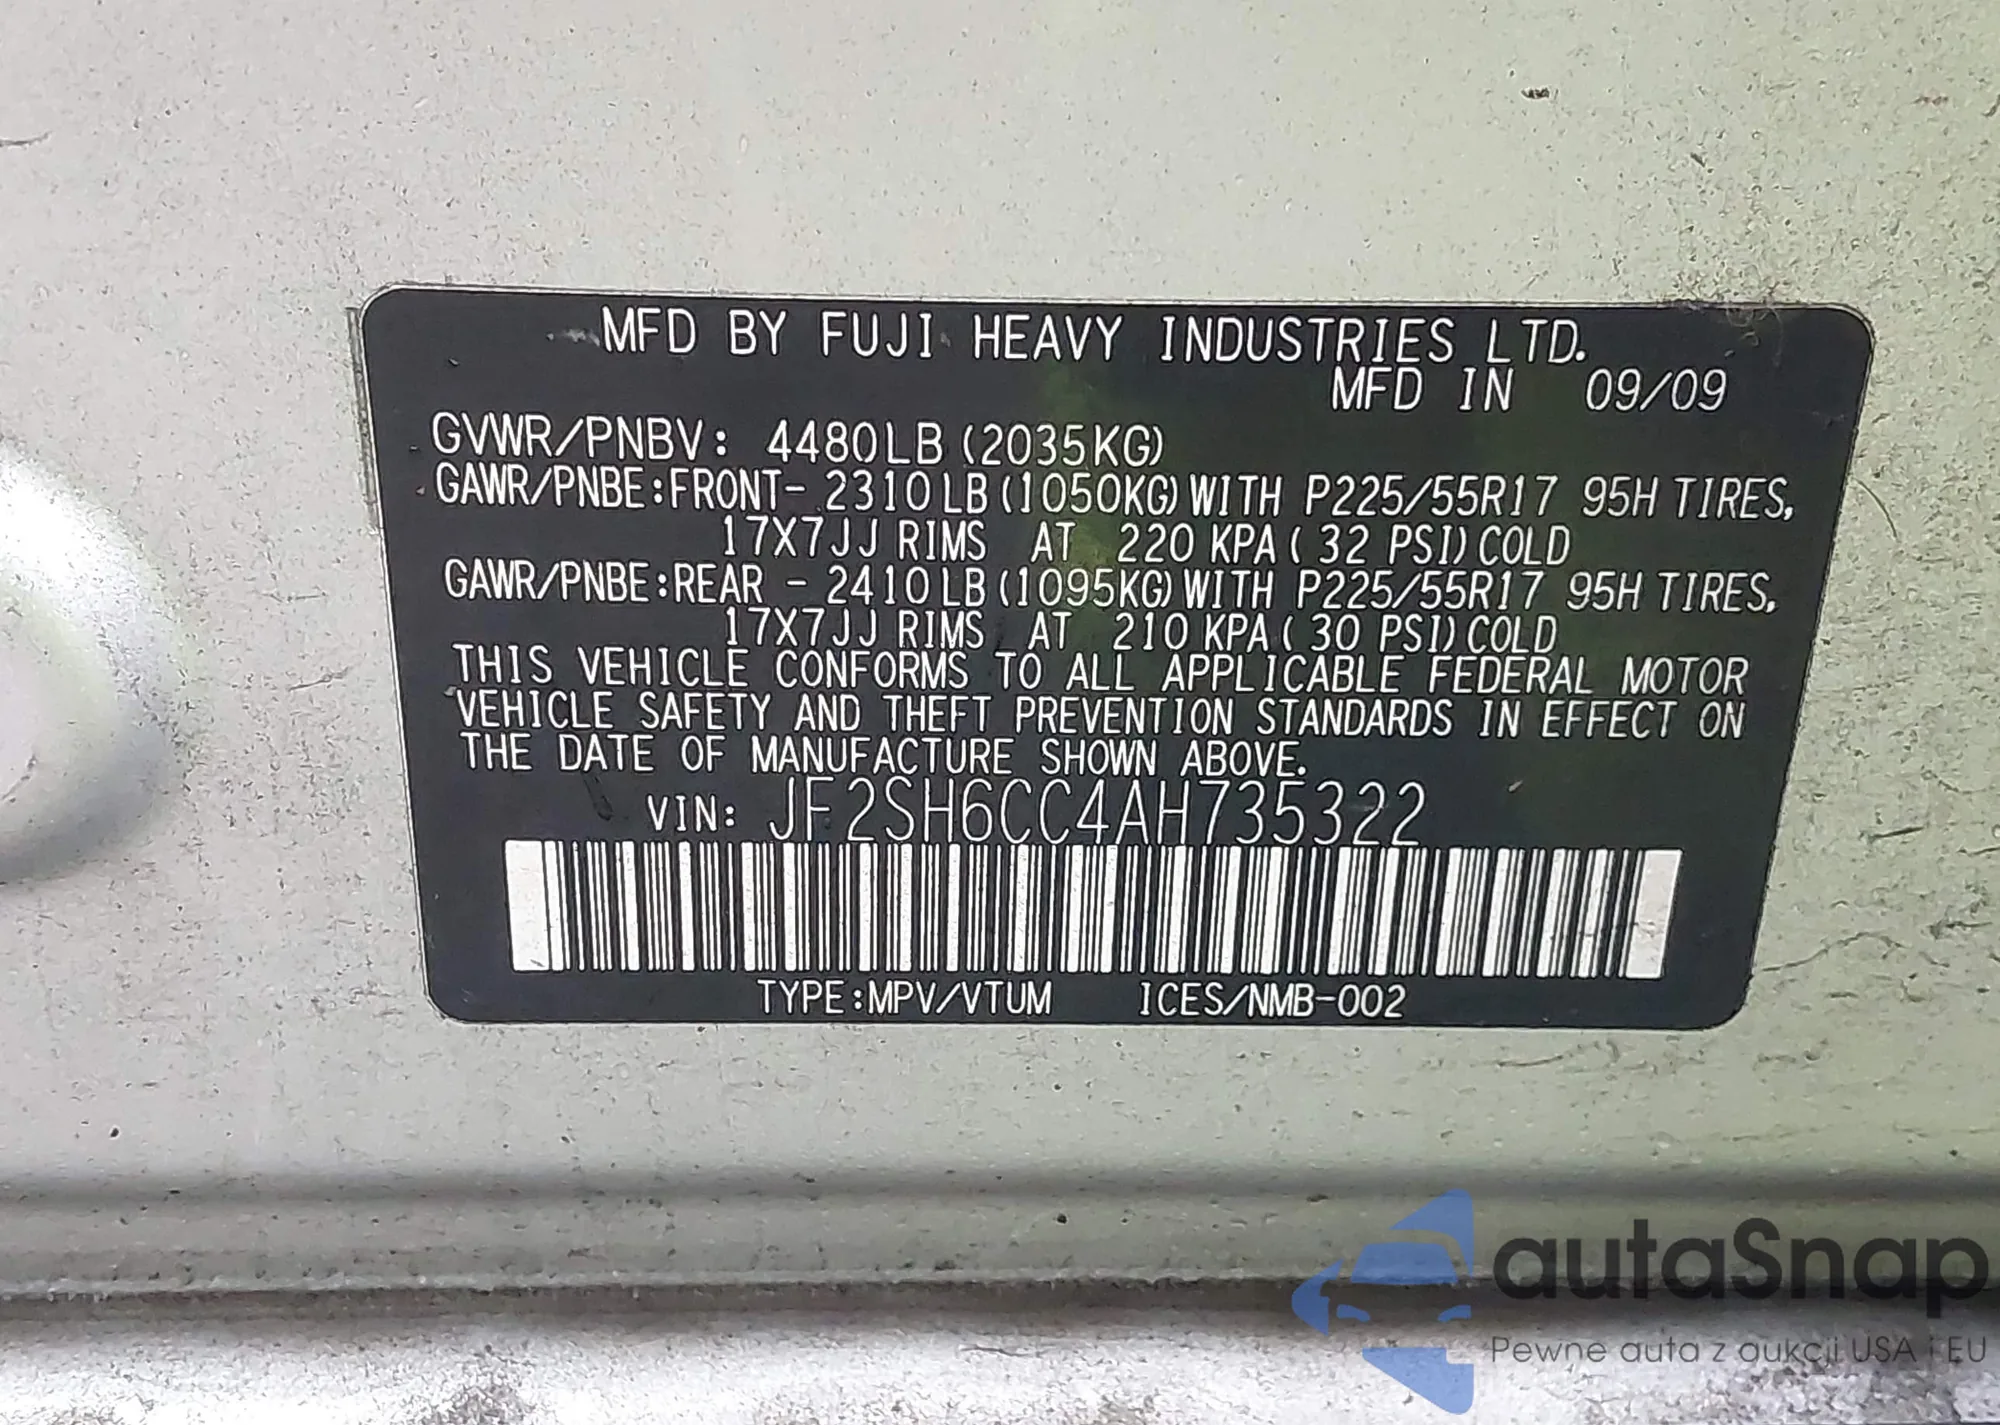 MFD BY FUJI HEAVY INDUSTRIES LTD.
MFD IN 09/09
GVWR/PNBV: 4480LB (2035KG)
GAWR/PNBE:FRONT- 2310LB (1050KG) WITH P225/55R17 95H TIRES,
17X7JJ RIMS AT 220 KPA ( 32 PSI) COLD
GAWR/PNBE:REAR - 2410LB (1095KG) WITH P225/55R17 95H TIRES,
17X7JJ RIMS AT 210 KPA ( 30 PSI) COLD
THIS VEHICLE CONFORMS TO ALL APPLICABLE FEDERAL MOTOR
VEHICLE SAFETY AND THEFT PREVENTION STANDARDS IN EFFECT ON
THE DATE OF MANUFACTURE SHOWN ABOVE.
VIN: JF2SH6CC4AH735322
TYPE:MPV/VTUM ICES/NMB-002
autaSnap
Pewne auta z aukcji USA i EU